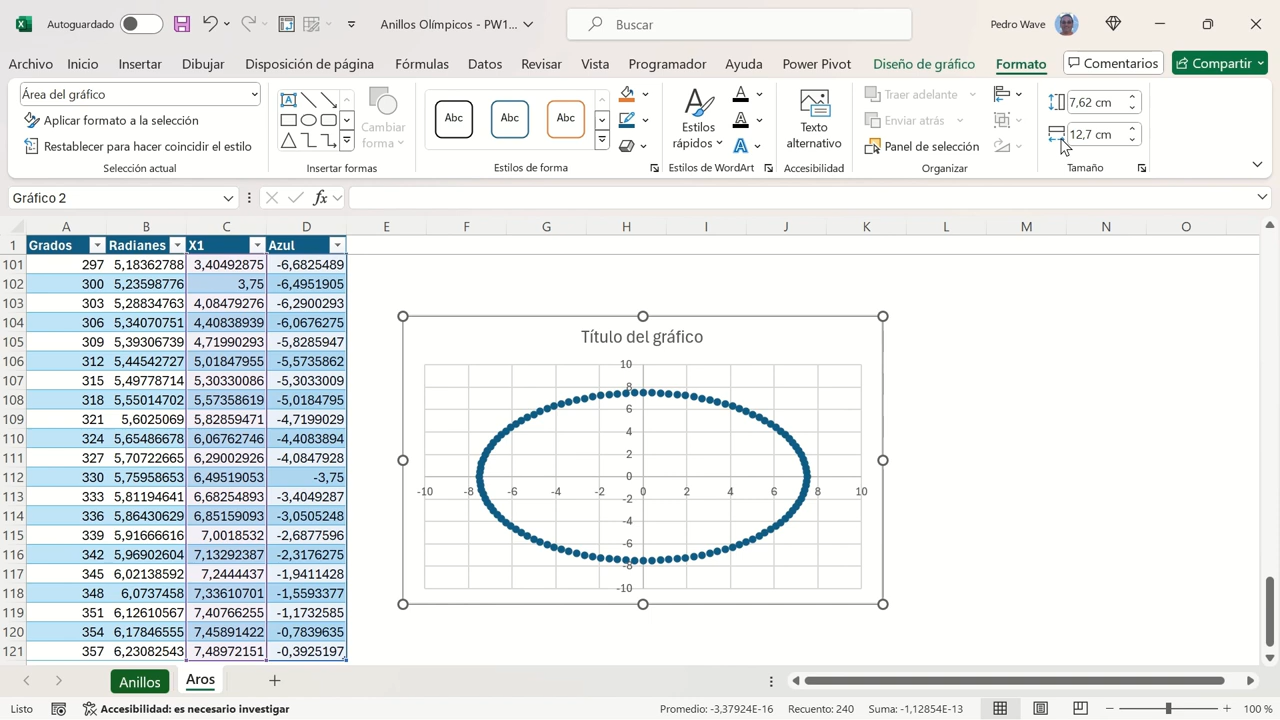 Autoguardado Anillos Olímpicos - PW1... Buscar Pedro Wave
Archivo Inicio Insertar Dibujar Disposición de página Fórmulas Datos Revisar Vista Programador Ayuda Power Pivot Diseño de gráfico Formato Comentarios Compartir
Área del gráfico
Aplicar formato a la selección
Restablecer para hacer coincidir el estilo
Selección actual
Cambiar
forma
Insertar formas
Abc Abc Abc
Estilos de forma
Estilos
rápidos
Estilos de WordArt
Texto
alternativo
Accesibilidad
Traer adelante
Enviar atrás
Panel de selección
Organizar
7,62 cm
12,7 cm
Tamaño
Gráfico 2 fx
A B C D E F G H I J K L M N O
1 Grados Radianes X1 Azul
101 297 5,18362788 3,40492875 -6,6825489
102 300 5,23598776 3,75 -6,4951905
103 303 5,28834763 4,08479276 -6,2900293
104 306 5,34070751 4,40838939 -6,0676275
105 309 5,39306739 4,71990293 -5,8285947
106 312 5,44542727 5,01847955 -5,5735862
107 315 5,49778714 5,30330086 -5,3033009
108 318 5,55014702 5,57358619 -5,0184795
109 321 5,6025069 5,82859471 -4,7199029
110 324 5,65486678 6,06762746 -4,4083894
111 327 5,70722665 6,29002926 -4,0847928
112 330 5,75958653 6,49519053 -3,75
113 333 5,81194641 6,68254893 -3,4049287
114 336 5,86430629 6,85159093 -3,0505248
115 339 5,91666616 7,0018532 -2,6877596
116 342 5,96902604 7,13292387 -2,3176275
117 345 6,02138592 7,2444437 -1,9411428
118 348 6,0737458 7,33610701 -1,5593377
119 351 6,12610567 7,40766255 -1,1732585
120 354 6,17846555 7,45891422 -0,7839635
121 357 6,23082543 7,48972151 -0,3925197
Título del gráfico
10
8
6
4
2
0
-10 -8 -6 -4 -2 0 2 4 6 8 10
-2
-4
-6
-8
-10
Anillos Aros
Listo Accesibilidad: es necesario investigar Promedio: -3,37924E-16 Recuento: 240 Suma: -1,12854E-13 100 %